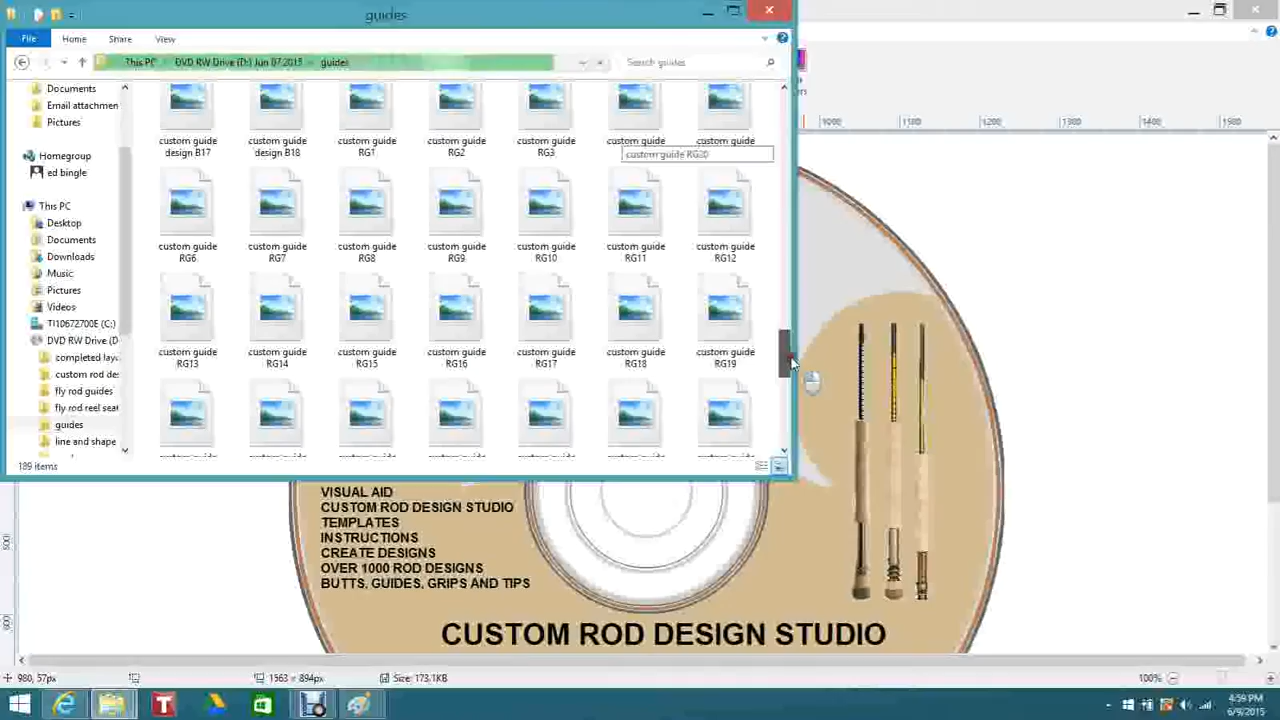 guides
File Home Share View
This PC DVD RW Drive (D:) Jun 07 2015 guides
Search guides
Documents
Email attachmen
Pictures
Homegroup
ed bingle
This PC
Desktop
Documents
Downloads
Music
Pictures
Videos
TI10672700E (C:)
DVD RW Drive (D
completed layo
custom rod de
fly rod guides
fly rod reel seat
guides
line and shape
custom guide design B17
custom guide design B18
custom guide RG1
custom guide RG2
custom guide RG3
custom guide
custom guide
custom guide RG20
custom guide RG6
custom guide RG7
custom guide RG8
custom guide RG9
custom guide RG10
custom guide RG11
custom guide RG12
custom guide RG13
custom guide RG14
custom guide RG15
custom guide RG16
custom guide RG17
custom guide RG18
custom guide RG19
189 items
1000 1100 1200 1300 1400 1500
500
600
VISUAL AID
CUSTOM ROD DESIGN STUDIO
TEMPLATES
INSTRUCTIONS
CREATE DESIGNS
OVER 1000 ROD DESIGNS
BUTTS, GUIDES, GRIPS AND TIPS
CUSTOM ROD DESIGN STUDIO
980, 57px
1563 × 894px
Size: 173.1KB
100%
4:59 PM
6/9/2015